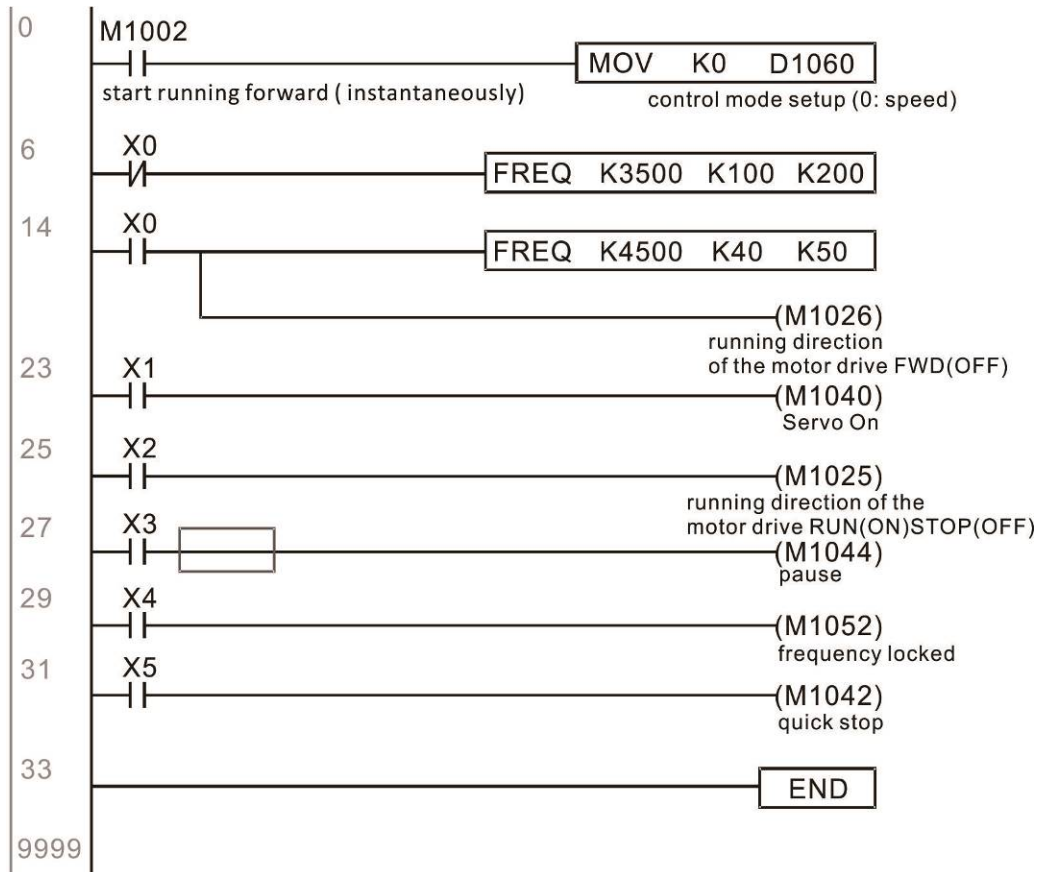 0
M1002
MOV K0 D1060
start running forward ( instantaneously)
control mode setup (0: speed)
6
X0
FREQ K3500 K100 K200
14
X0
FREQ K4500 K40 K50
(M1026)
running direction
of the motor drive FWD(OFF)
23
X1
(M1040)
Servo On
25
X2
(M1025)
running direction of the
motor drive RUN(ON)STOP(OFF)
27
X3
(M1044)
pause
29
X4
(M1052)
frequency locked
31
X5
(M1042)
quick stop
33
END
9999